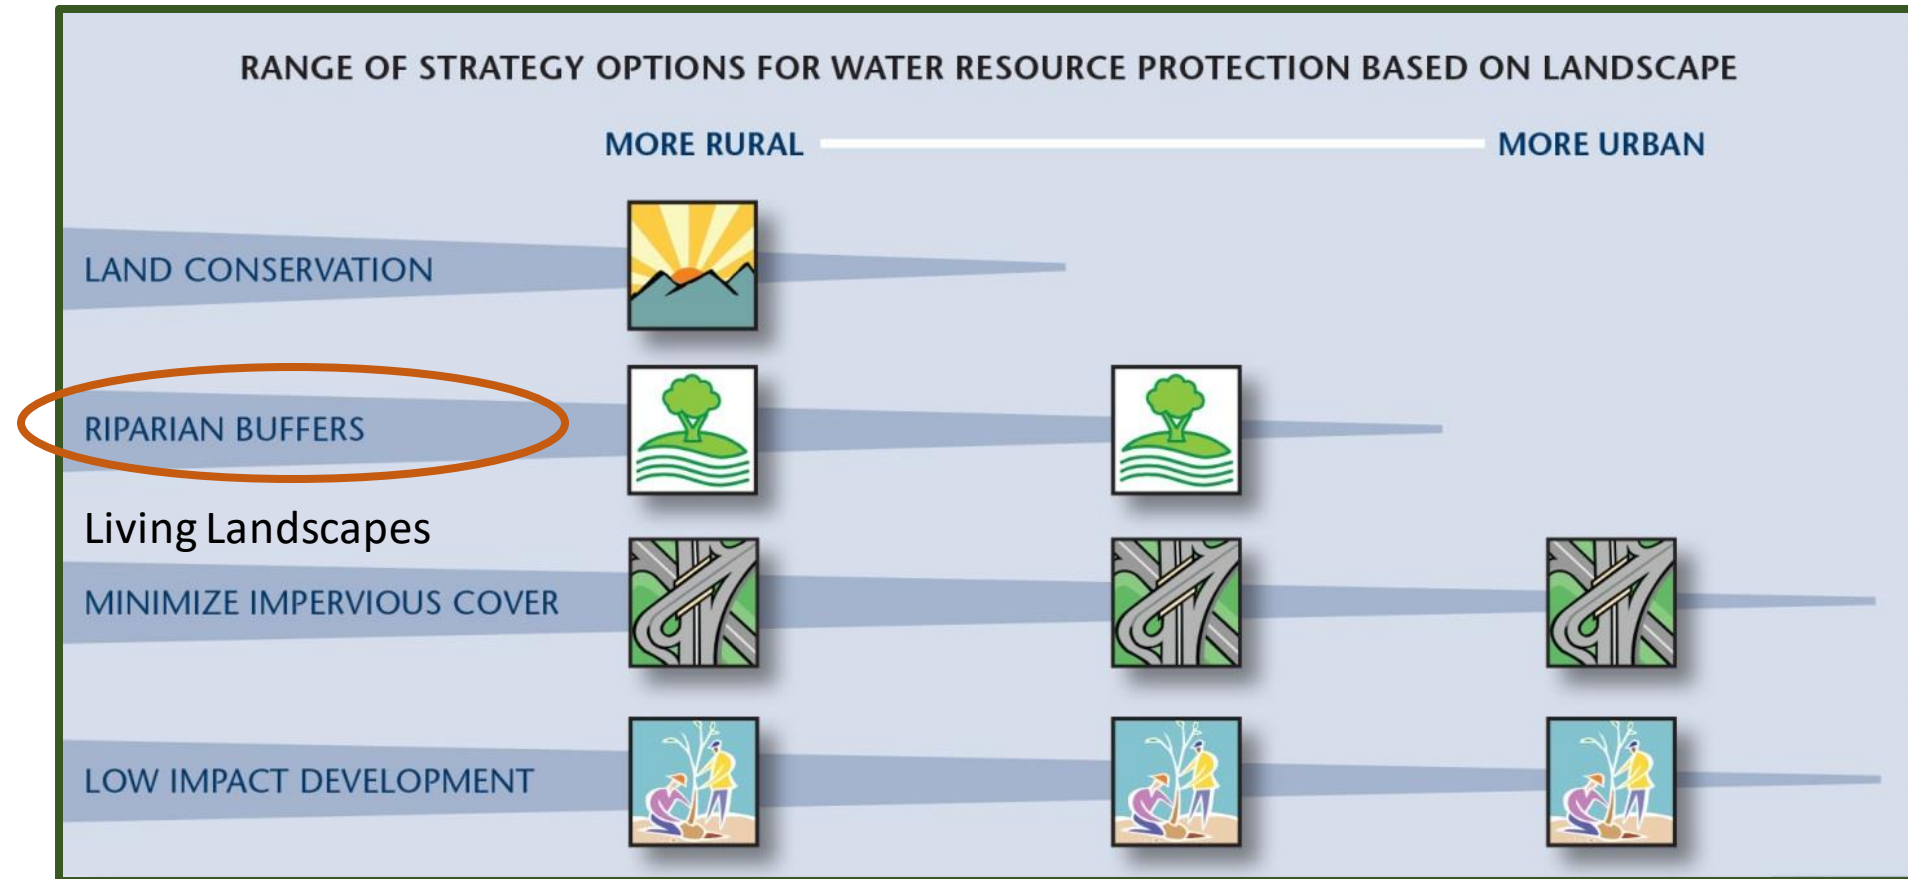 RANGE OF STRATEGY OPTIONS FOR WATER RESOURCE PROTECTION BASED ON LANDSCAPE
MORE RURAL MORE URBAN
LAND CONSERVATION
RIPARIAN BUFFERS
Living Landscapes
MINIMIZE IMPERVIOUS COVER
LOW IMPACT DEVELOPMENT